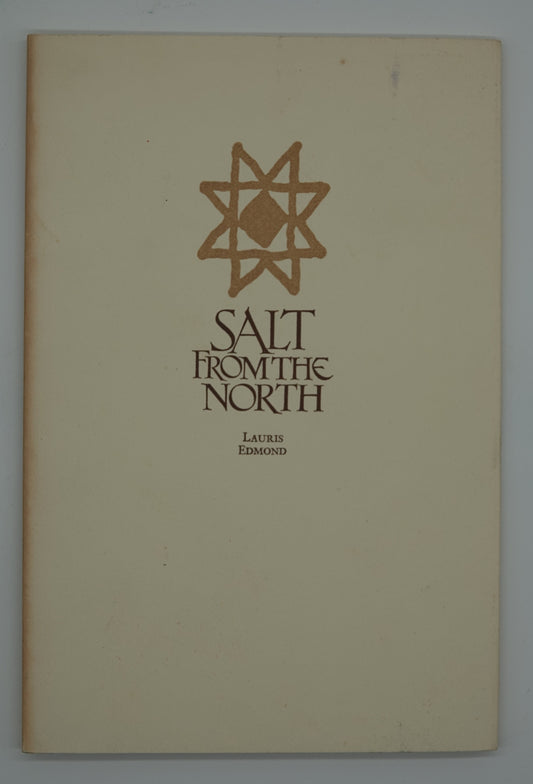 SALT
FROM THE
NORTH
LAURIS
EDMOND